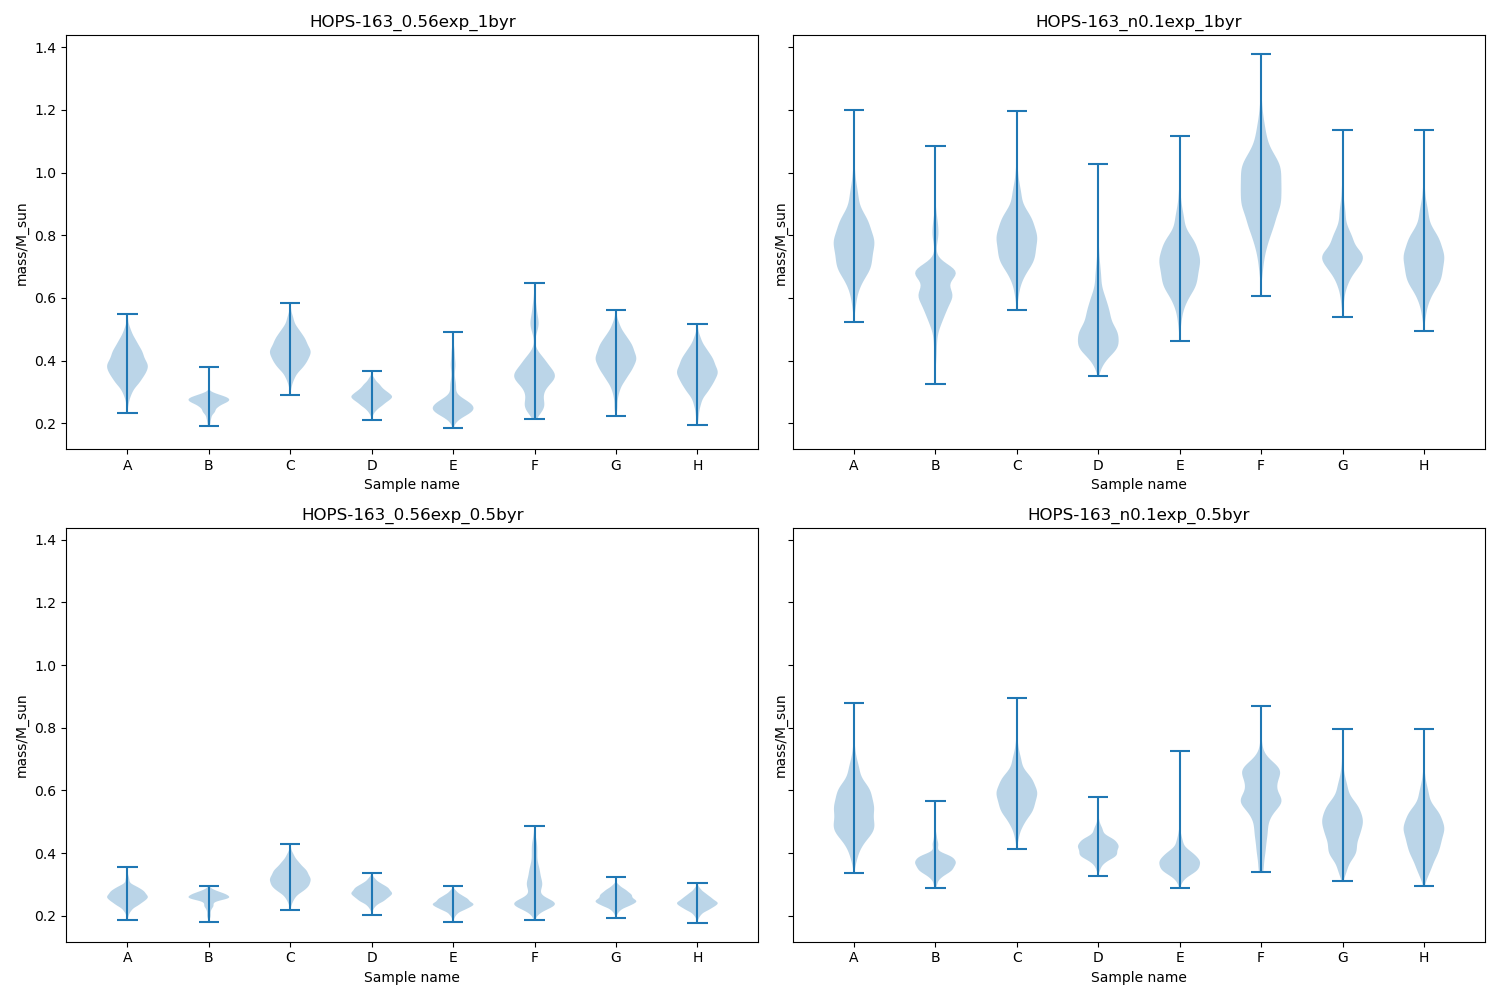 HOPS-163_0.56exp_1byr
mass/M_sun
1.4
1.2
1.0
0.8
0.6
0.4
0.2
A B C D E F G H
Sample name
HOPS-163_n0.1exp_1byr
mass/M_sun
A B C D E F G H
Sample name
HOPS-163_0.56exp_0.5byr
mass/M_sun
1.4
1.2
1.0
0.8
0.6
0.4
0.2
A B C D E F G H
Sample name
HOPS-163_n0.1exp_0.5byr
mass/M_sun
A B C D E F G H
Sample name